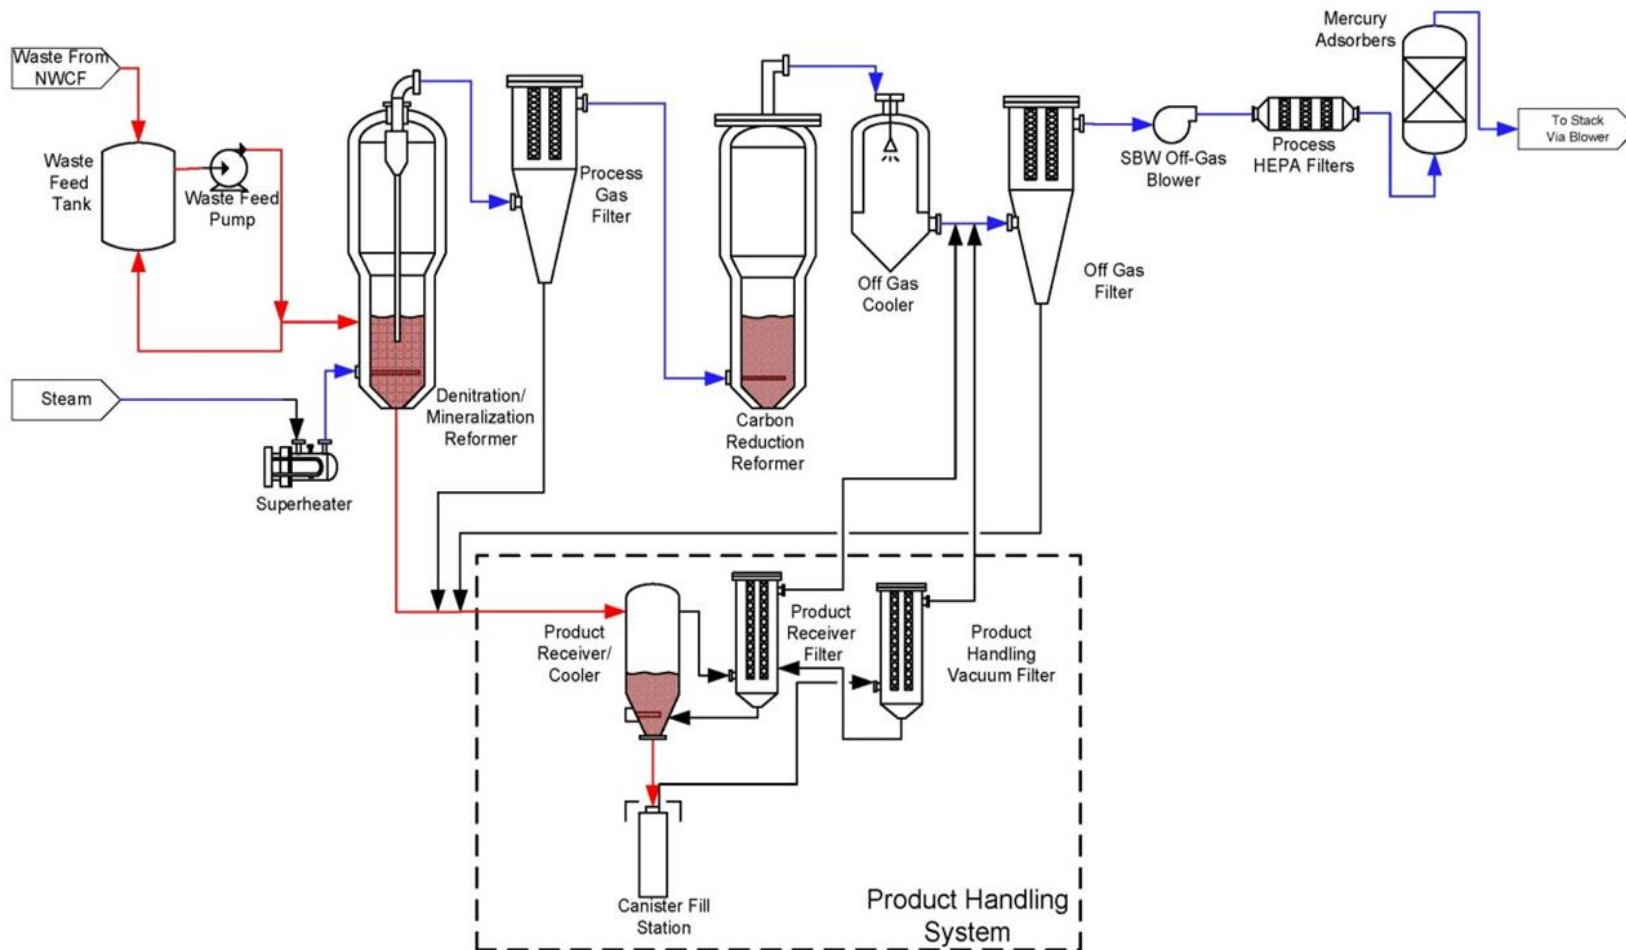 Waste From
NWCF
Waste
Feed
Tank
Waste Feed
Pump
Steam
Superheater
Denitration/
Mineralization
Reformer
Process
Gas
Filter
Carbon
Reduction
Reformer
Off Gas
Cooler
Off Gas
Filter
SBW Off-Gas
Blower
Process
HEPA Filters
Mercury
Adsorbers
To Stack
Via Blower
Product
Receiver/
Cooler
Product
Receiver
Filter
Product
Handling
Vacuum Filter
Canister Fill
Station
Product Handling
System